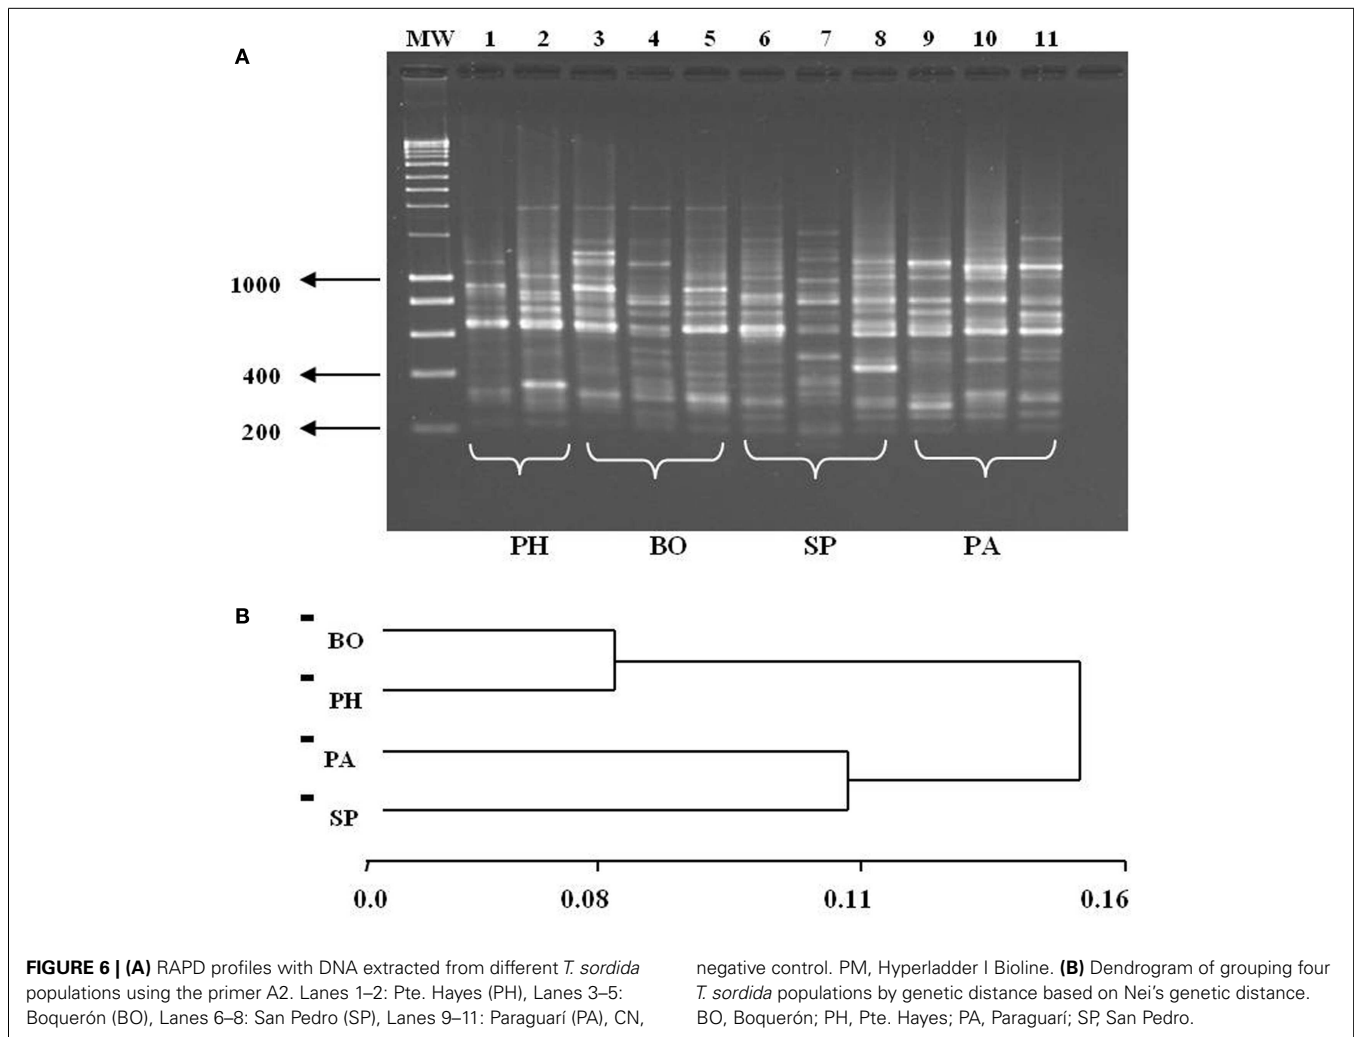 A
MW 1 2 3 4 5 6 7 8 9 10 11
1000
400
200
PH BO SP PA
B
BO
PH
PA
SP
0.0 0.08 0.11 0.16
FIGURE 6 | (A) RAPD profiles with DNA extracted from different T. sordida
populations using the primer A2. Lanes 1–2: Pte. Hayes (PH), Lanes 3–5:
Boquerón (BO), Lanes 6–8: San Pedro (SP), Lanes 9–11: Paraguarí (PA), CN,
negative control. PM, Hyperladder I Bioline. (B) Dendrogram of grouping four
T. sordida populations by genetic distance based on Nei's genetic distance.
BO, Boquerón; PH, Pte. Hayes; PA, Paraguarí; SP, San Pedro.